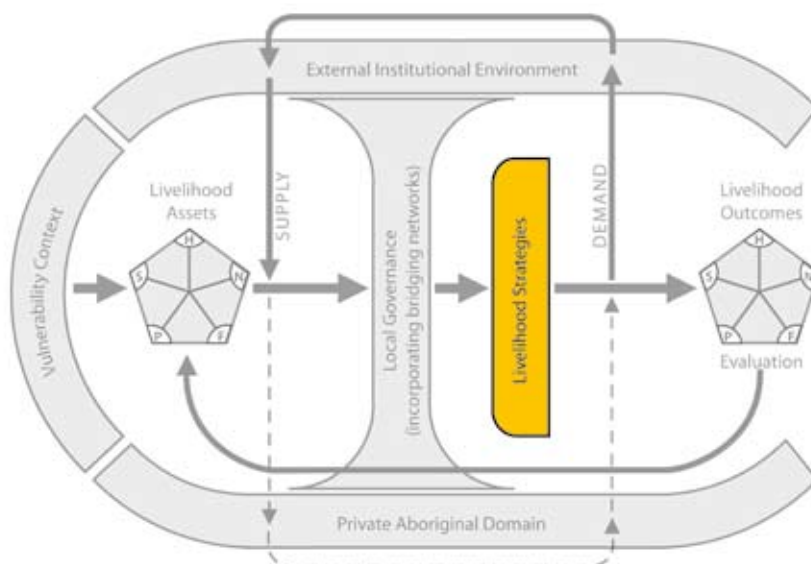 External Institutional Environment
Livelihood
Assets
SUPPLY
DEMAND
Livelihood
Outcomes
Vulnerability Context
H
S
N
P
F
Local Governance
(incorporating bridging networks)
Livelihood Strategies
H
S
N
P
F
Evaluation
Private Aboriginal Domain